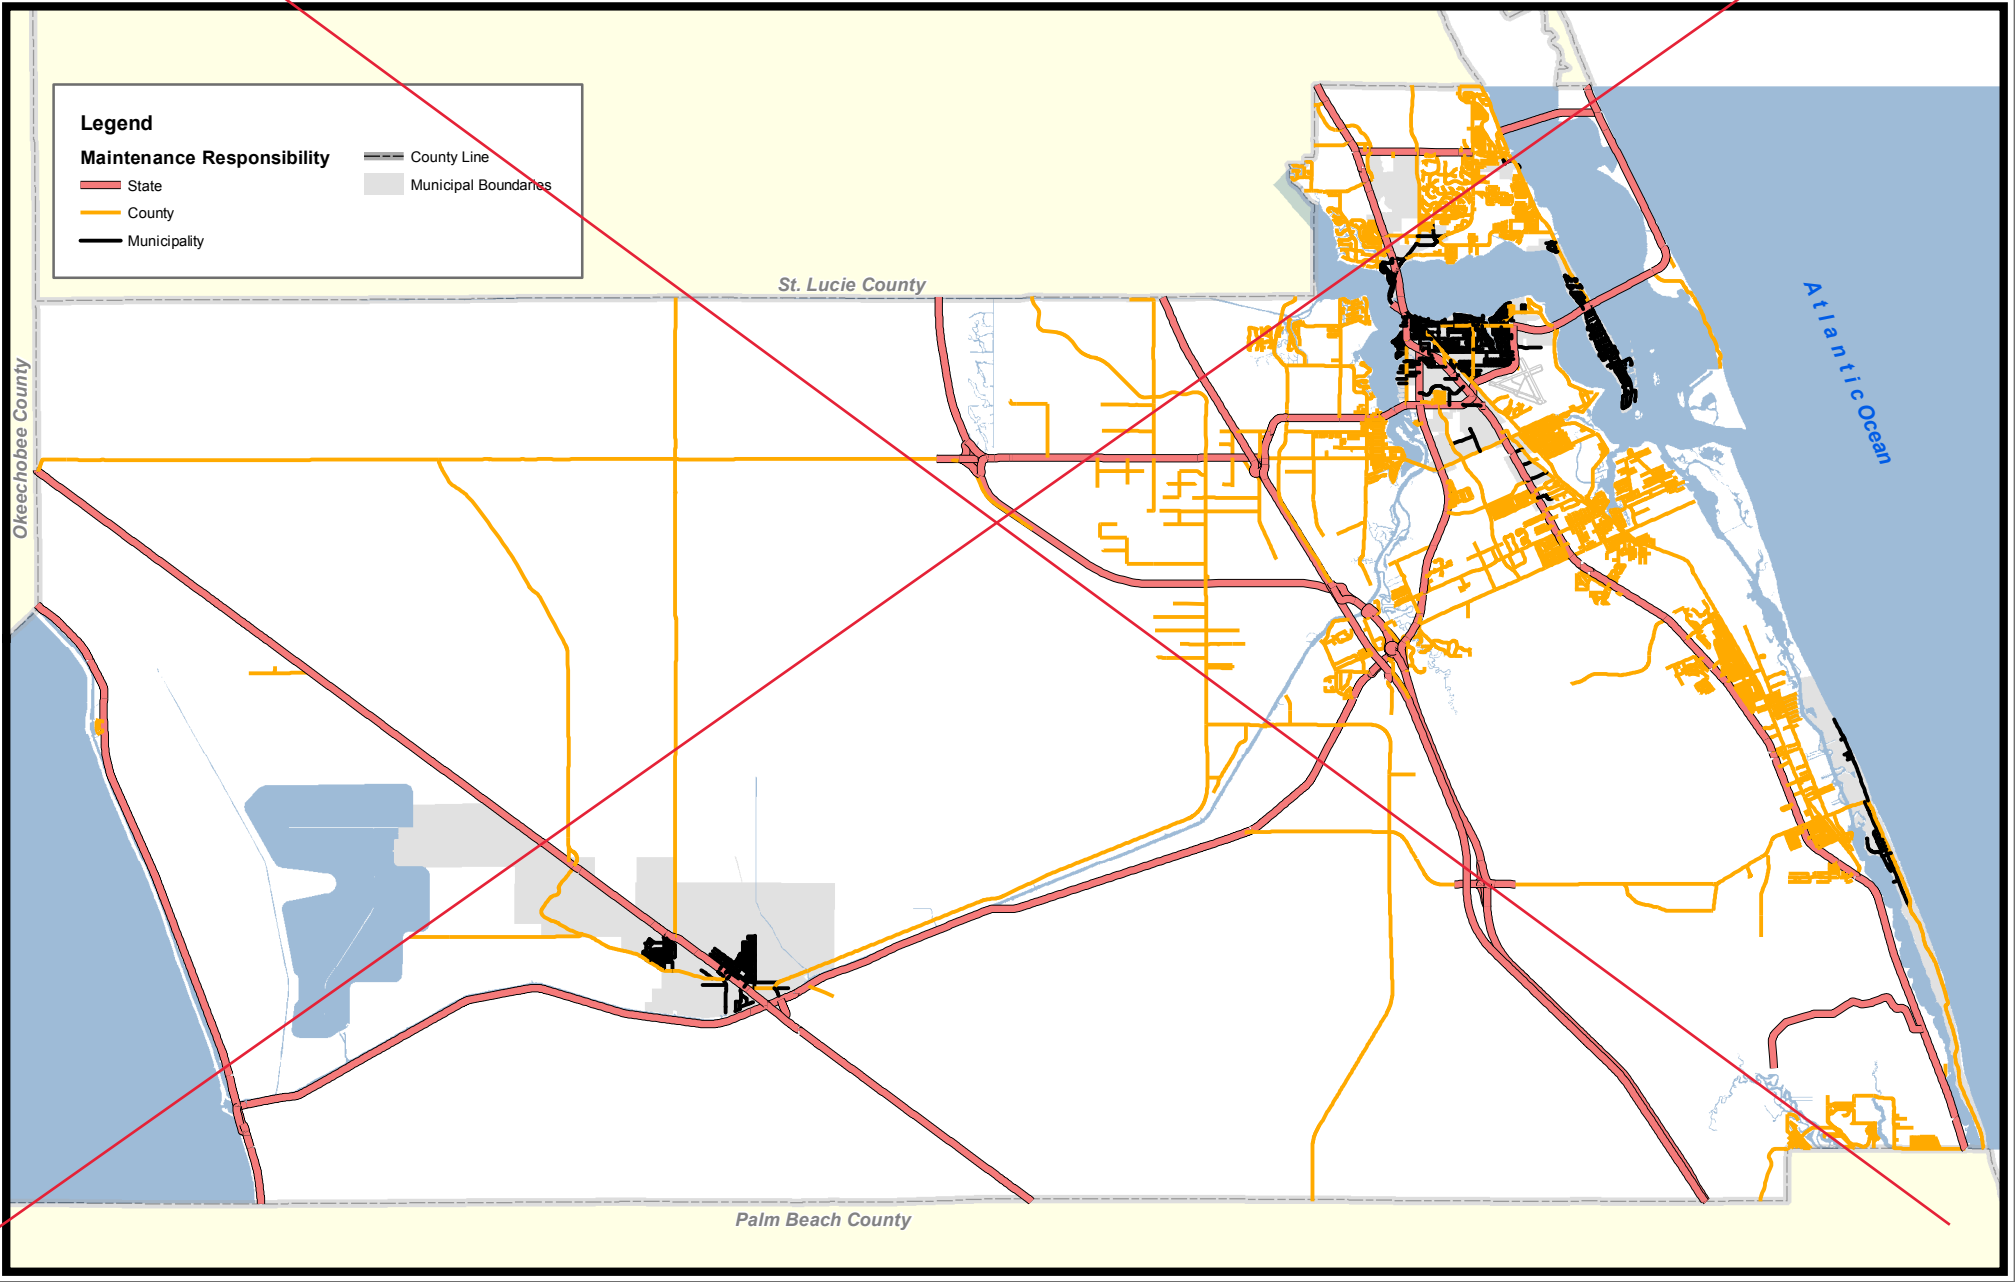 Legend
Maintenance Responsibility
State
County
Municipality
County Line
Municipal Boundaries
St. Lucie County
Okeechobee County
Atlantic Ocean
Palm Beach County